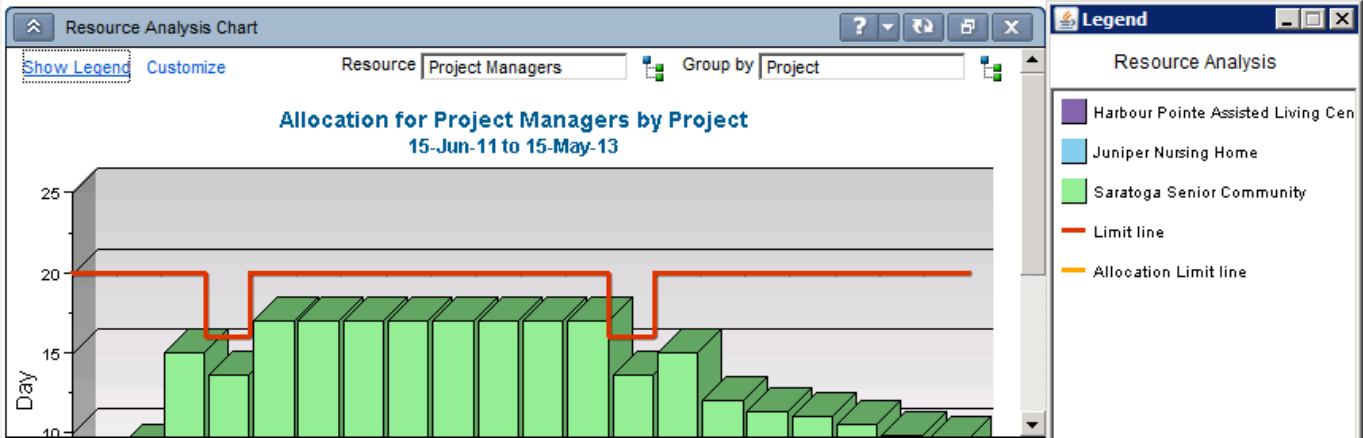 Resource Analysis Chart
?
Show Legend Customize Resource Project Managers Group by Project
Allocation for Project Managers by Project
15-Jun-11 to 15-May-13
25
20
15
10
Day
Legend
Resource Analysis
Harbour Pointe Assisted Living Cen
Juniper Nursing Home
Saratoga Senior Community
Limit line
Allocation Limit line